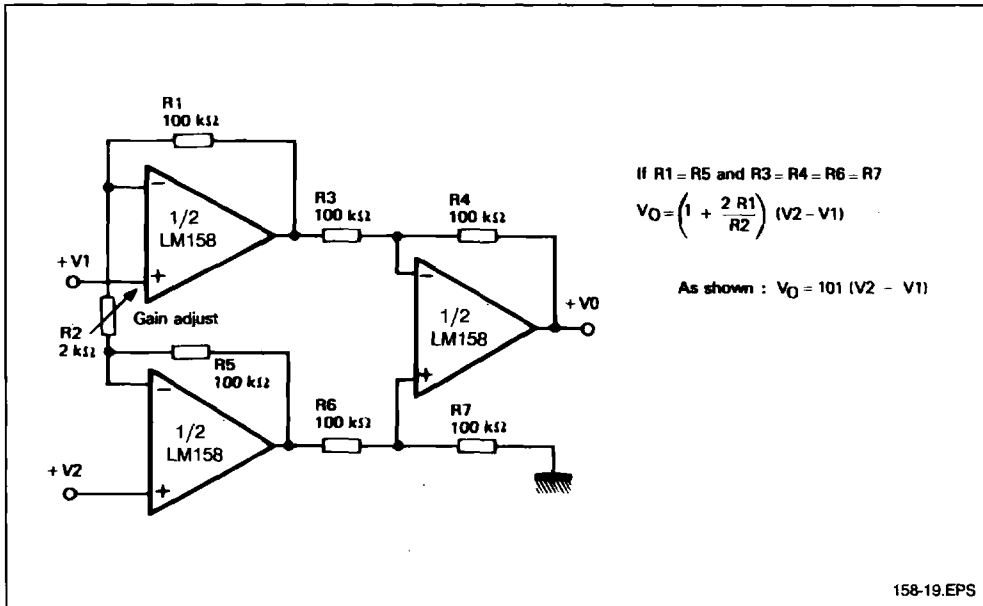 R1
100 kΩ
1/2
LM158
+ V1
R2
2 kΩ
Gain adjust
R3
100 kΩ
R4
100 kΩ
1/2
LM158
+ V0
R5
100 kΩ
1/2
LM158
+ V2
R6
100 kΩ
R7
100 kΩ
If R1 = R5 and R3 = R4 = R6 = R7
VO = (1 + 2 R1 / R2) (V2 – V1)
As shown : VO = 101 (V2 – V1)
158-19.EPS